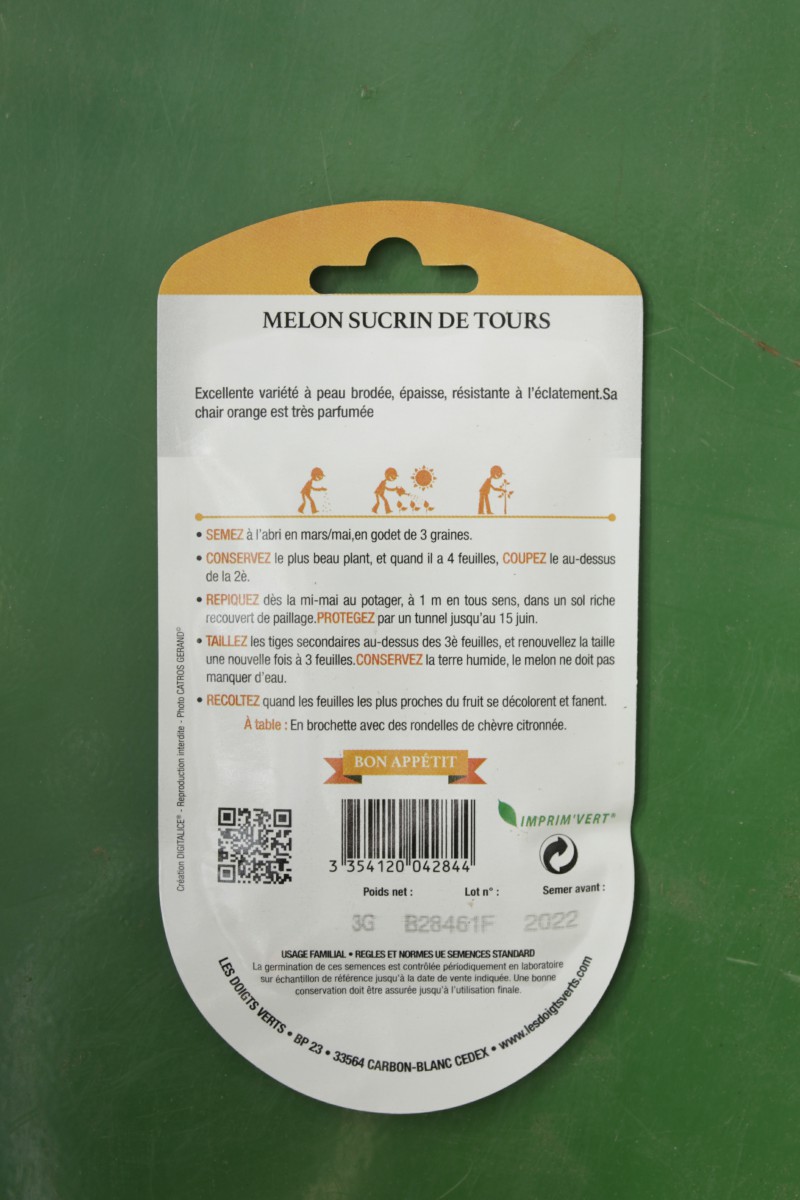 MELON SUCRIN DE TOURS
Excellente variété à peau brodée, épaisse, résistante à l'éclatement.Sa
chair orange est très parfumée
• SEMEZ à l'abri en mars/mai,en godet de 3 graines.
• CONSERVEZ le plus beau plant, et quand il a 4 feuilles, COUPEZ le au-dessus
de la 2è.
• REPIQUEZ dès la mi-mai au potager, à 1 m en tous sens, dans un sol riche
recouvert de paillage.PROTEGEZ par un tunnel jusqu'au 15 juin.
• TAILLEZ les tiges secondaires au-dessus des 3è feuilles, et renouvellez la taille
une nouvelle fois à 3 feuilles.CONSERVEZ la terre humide, le melon ne doit pas
manquer d'eau.
• RECOLTEZ quand les feuilles les plus proches du fruit se décolorent et fanent.
À table : En brochette avec des rondelles de chèvre citronnée.
BON APPÉTIT
Création DIGITALICE® - Reproduction interdite - Photo CATROS GERAND®
IMPRIM'VERT®
3 354120 042844
Poids net : Lot n° : Semer avant :
3G B28461F 2022
USAGE FAMILIAL • REGLES ET NORMES UE SEMENCES STANDARD
La germination de ces semences est contrôlée périodiquement en laboratoire
sur échantillon de référence jusqu'à la date de vente indiquée. Une bonne
conservation doit être assurée jusqu'à l'utilisation finale.
LES DOIGTS VERTS • BP 23 • 33564 CARBON-BLANC CEDEX • www.lesdoigtsverts.com